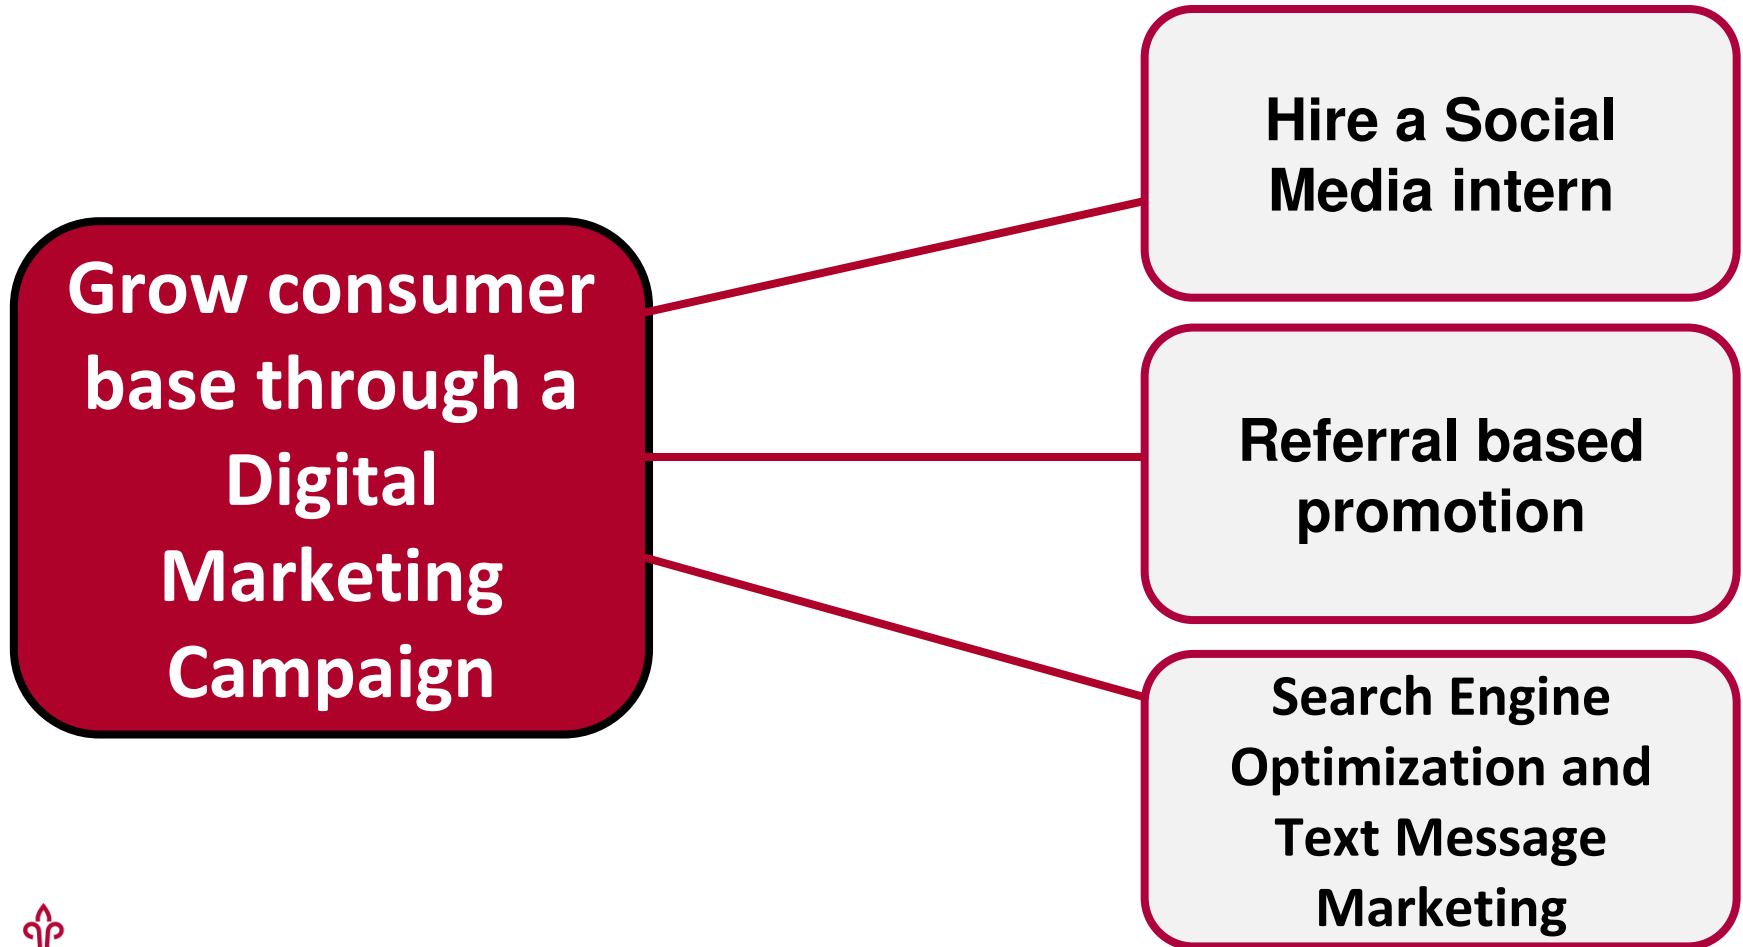 Grow consumer
base through a
Digital
Marketing
Campaign
Hire a Social
Media intern
Referral based
promotion
Search Engine
Optimization and
Text Message
Marketing